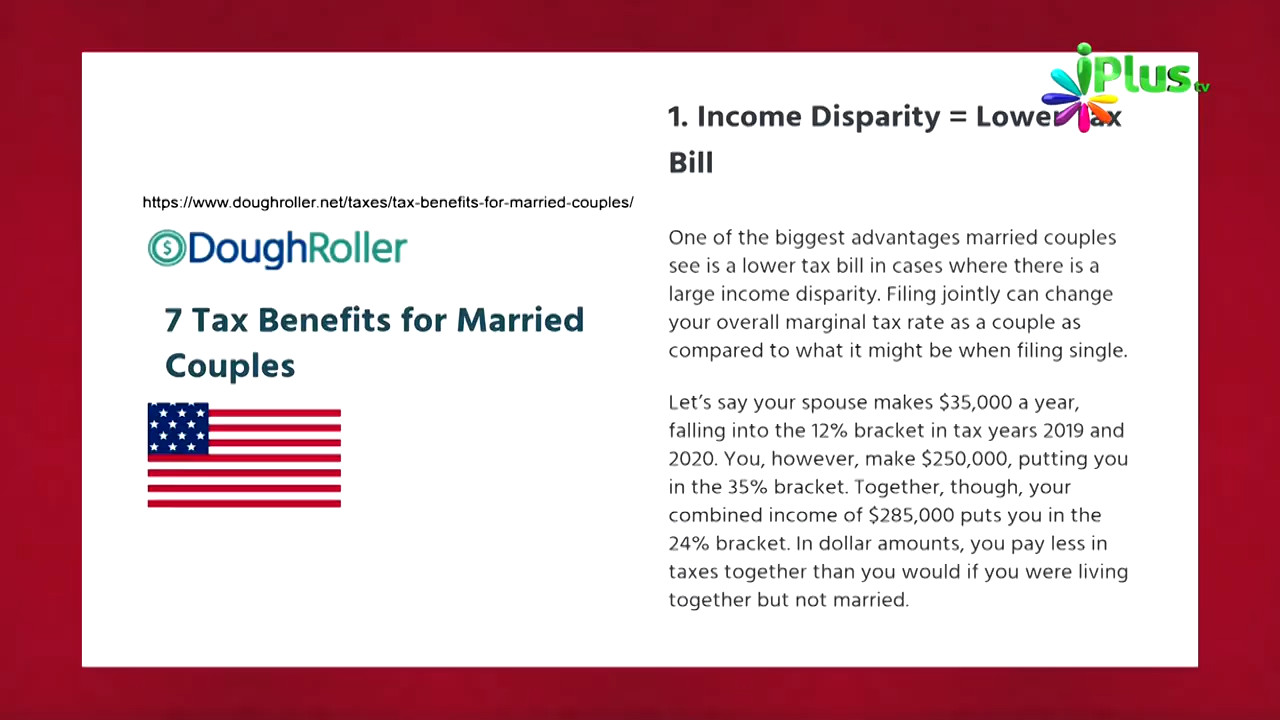 iPlus tv
https://www.doughroller.net/taxes/tax-benefits-for-married-couples/
DoughRoller
7 Tax Benefits for Married
Couples
1. Income Disparity = Lower Tax
Bill
One of the biggest advantages married couples
see is a lower tax bill in cases where there is a
large income disparity. Filing jointly can change
your overall marginal tax rate as a couple as
compared to what it might be when filing single.
Let’s say your spouse makes $35,000 a year,
falling into the 12% bracket in tax years 2019 and
2020. You, however, make $250,000, putting you
in the 35% bracket. Together, though, your
combined income of $285,000 puts you in the
24% bracket. In dollar amounts, you pay less in
taxes together than you would if you were living
together but not married.